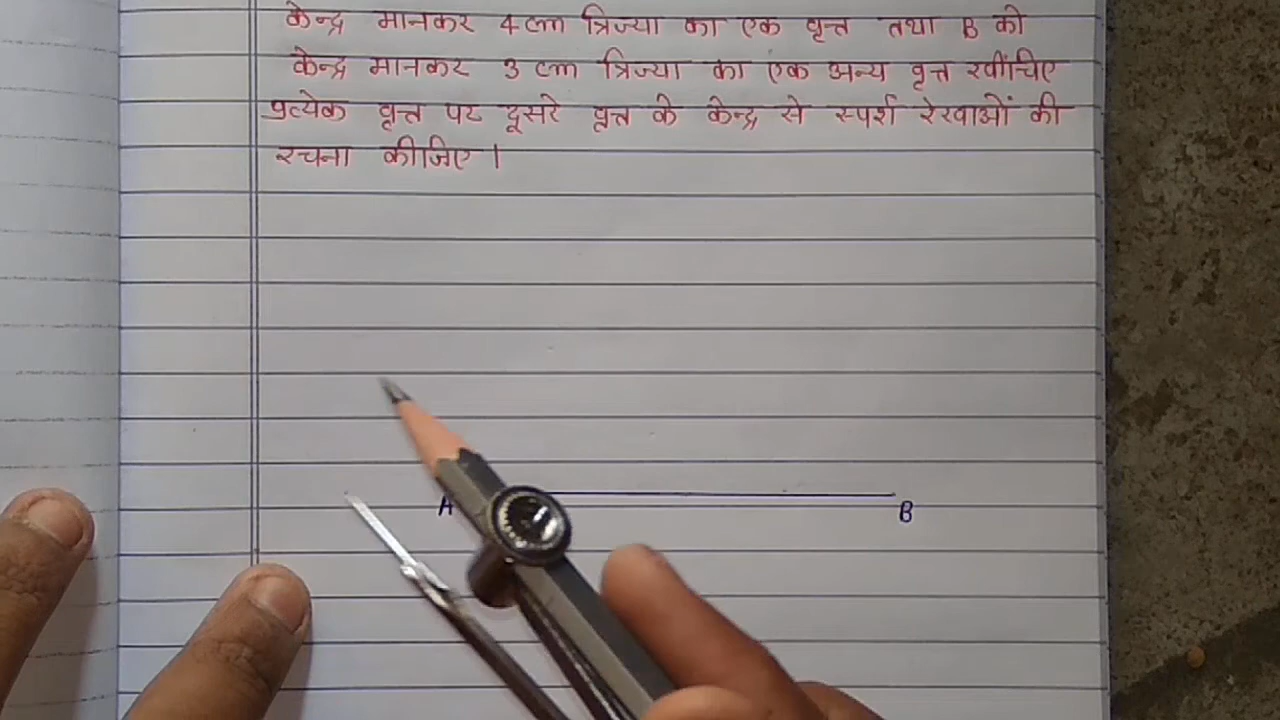 केन्द्र मानकर 4 cm त्रिज्या का एक वृत्त तथा B को
केन्द्र मानकर 3 cm त्रिज्या का एक अन्य वृत्त खींचिए
प्रत्येक वृत्त पर दूसरे वृत्त के केन्द्र से स्पर्श रेखाओं की
रचना कीजिए ।
A B